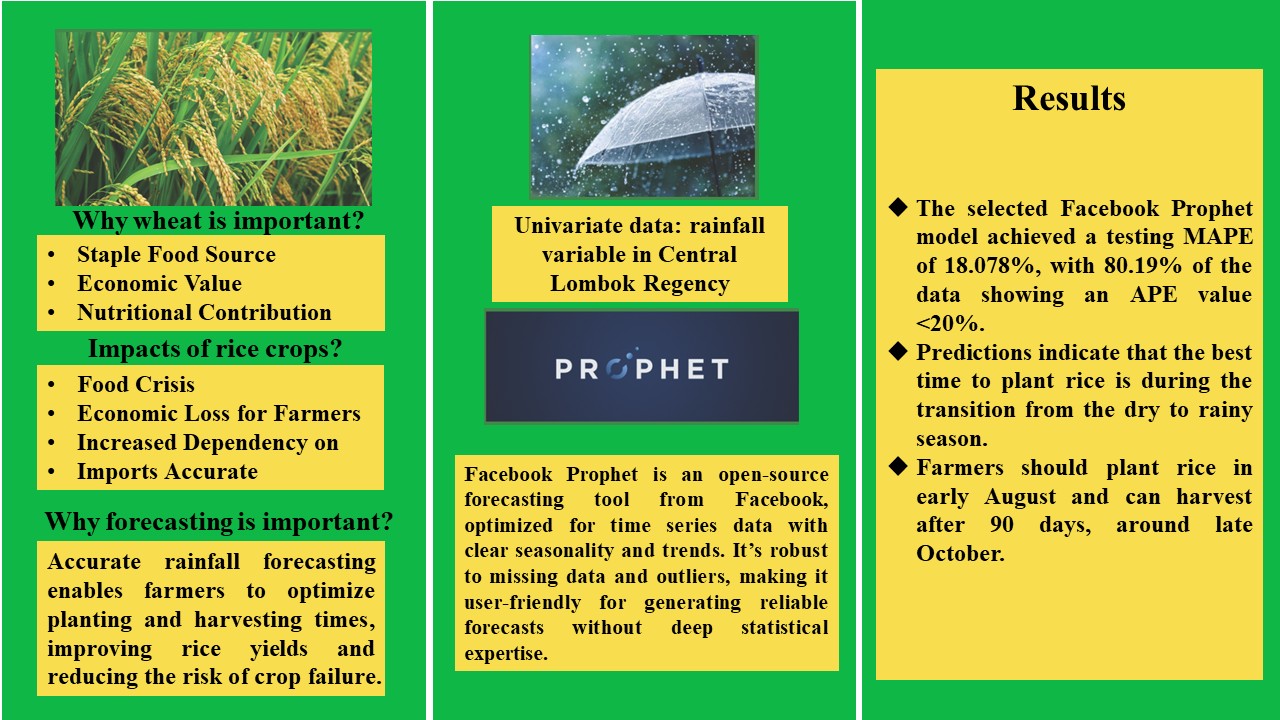 Why wheat is important?
• Staple Food Source
• Economic Value
• Nutritional Contribution
Impacts of rice crops?
• Food Crisis
• Economic Loss for Farmers
• Increased Dependency on
• Imports Accurate
Why forecasting is important?
Accurate rainfall forecasting
enables farmers to optimize
planting and harvesting times,
improving rice yields and
reducing the risk of crop failure.
Univariate data: rainfall
variable in Central
Lombok Regency
PROPHET
Facebook Prophet is an open-source
forecasting tool from Facebook,
optimized for time series data with
clear seasonality and trends. It’s robust
to missing data and outliers, making it
user-friendly for generating reliable
forecasts without deep statistical
expertise.
Results
◆ The selected Facebook Prophet
model achieved a testing MAPE
of 18.078%, with 80.19% of the
data showing an APE value
<20%.
◆ Predictions indicate that the best
time to plant rice is during the
transition from the dry to rainy
season.
◆ Farmers should plant rice in
early August and can harvest
after 90 days, around late
October.